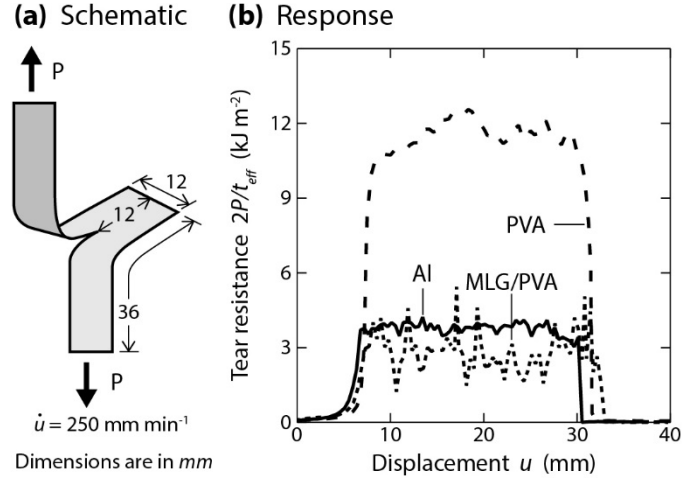 (a) Schematic
P
12
12
36
P
u̇ = 250 mm min⁻¹
Dimensions are in mm
(b) Response
Tear resistance 2P/t_eff (kJ m⁻²)
15
12
9
6
3
0
PVA
Al
MLG/PVA
0 10 20 30 40
Displacement u (mm)